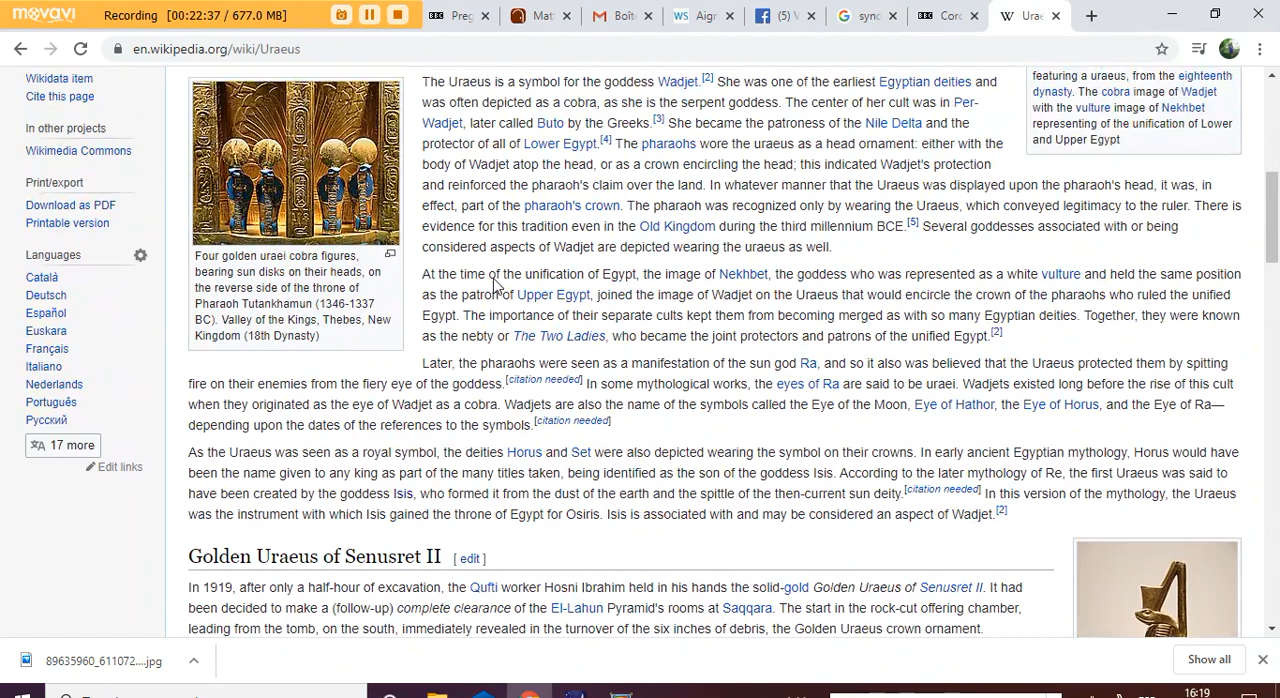 movavi
Recording (00:22:37 / 677.0 MB)
Preg
Mat
Boît
Aign
(5) V
synd
Coro
Urae
en.wikipedia.org/wiki/Uraeus
Wikidata item
Cite this page
In other projects
Wikimedia Commons
Print/export
Download as PDF
Printable version
Languages
Català
Deutsch
Español
Euskara
Français
Italiano
Nederlands
Português
Русский
17 more
Edit links
Four golden uraei cobra figures,
bearing sun disks on their heads, on
the reverse side of the throne of
Pharaoh Tutankhamun (1346-1337
BC). Valley of the Kings, Thebes, New
Kingdom (18th Dynasty)
The Uraeus is a symbol for the goddess Wadjet.[2] She was one of the earliest Egyptian deities and
was often depicted as a cobra, as she is the serpent goddess. The center of her cult was in Per-
Wadjet, later called Buto by the Greeks.[3] She became the patroness of the Nile Delta and the
protector of all of Lower Egypt.[4] The pharaohs wore the uraeus as a head ornament: either with the
body of Wadjet atop the head, or as a crown encircling the head; this indicated Wadjet's protection
and reinforced the pharaoh's claim over the land. In whatever manner that the Uraeus was displayed upon the pharaoh's head, it was, in
effect, part of the pharaoh's crown. The pharaoh was recognized only by wearing the Uraeus, which conveyed legitimacy to the ruler. There is
evidence for this tradition even in the Old Kingdom during the third millennium BCE.[5] Several goddesses associated with or being
considered aspects of Wadjet are depicted wearing the uraeus as well.
featuring a uraeus, from the eighteenth
dynasty. The cobra image of Wadjet
with the vulture image of Nekhbet
representing of the unification of Lower
and Upper Egypt
At the time of the unification of Egypt, the image of Nekhbet, the goddess who was represented as a white vulture and held the same position
as the patron of Upper Egypt, joined the image of Wadjet on the Uraeus that would encircle the crown of the pharaohs who ruled the unified
Egypt. The importance of their separate cults kept them from becoming merged as with so many Egyptian deities. Together, they were known
as the nebty or The Two Ladies, who became the joint protectors and patrons of the unified Egypt.[2]
Later, the pharaohs were seen as a manifestation of the sun god Ra, and so it also was believed that the Uraeus protected them by spitting
fire on their enemies from the fiery eye of the goddess.[citation needed] In some mythological works, the eyes of Ra are said to be uraei. Wadjets existed long before the rise of this cult
when they originated as the eye of Wadjet as a cobra. Wadjets are also the name of the symbols called the Eye of the Moon, Eye of Hathor, the Eye of Horus, and the Eye of Ra—
depending upon the dates of the references to the symbols.[citation needed]
As the Uraeus was seen as a royal symbol, the deities Horus and Set were also depicted wearing the symbol on their crowns. In early ancient Egyptian mythology, Horus would have
been the name given to any king as part of the many titles taken, being identified as the son of the goddess Isis. According to the later mythology of Re, the first Uraeus was said to
have been created by the goddess Isis, who formed it from the dust of the earth and the spittle of the then-current sun deity.[citation needed] In this version of the mythology, the Uraeus
was the instrument with which Isis gained the throne of Egypt for Osiris. Isis is associated with and may be considered an aspect of Wadjet.[2]
Golden Uraeus of Senusret II [ edit ]
In 1919, after only a half-hour of excavation, the Qufti worker Hosni Ibrahim held in his hands the solid-gold Golden Uraeus of Senusret II. It had
been decided to make a (follow-up) complete clearance of the El-Lahun Pyramid's rooms at Saqqara. The start in the rock-cut offering chamber,
leading from the tomb, on the south, immediately revealed in the turnover of the six inches of debris, the Golden Uraeus crown ornament.
89635960_611072....jpg
Show all
16:19